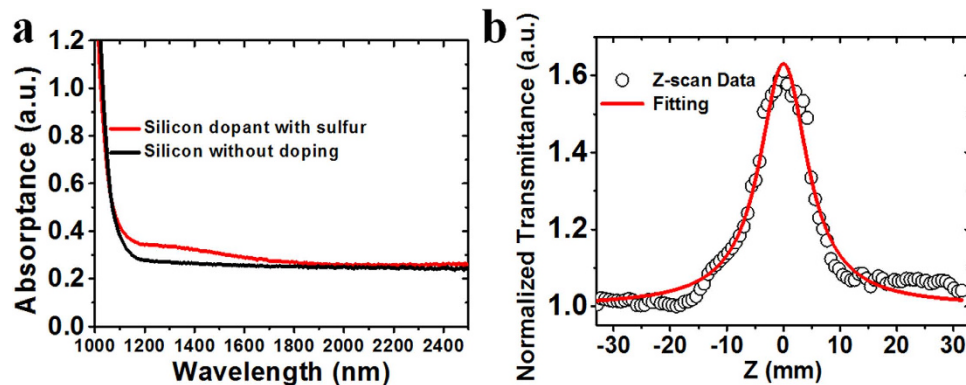 a
Absorptance (a.u.)
1.2
1.0
0.8
0.6
0.4
0.2
0.0
Silicon dopant with sulfur
Silicon without doping
1000 1200 1400 1600 1800 2000 2200 2400
Wavelength (nm)
b
Normalized Transmittance (a.u.)
1.6
1.4
1.2
1.0
Z-scan Data
Fitting
-30 -20 -10 0 10 20 30
Z (mm)